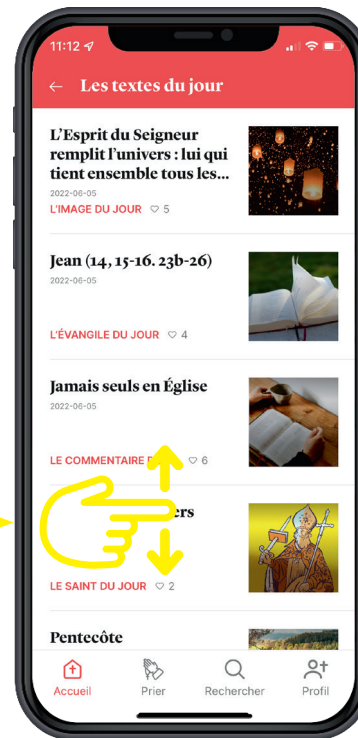 11:12
← Les textes du jour
L'Esprit du Seigneur
remplit l'univers : lui qui
tient ensemble tous les...
2022-06-05
L'IMAGE DU JOUR ♡ 5
Jean (14, 15-16. 23b-26)
2022-06-05
L'ÉVANGILE DU JOUR ♡ 4
Jamais seuls en Église
2022-06-05
LE COMMENTAIRE ♡ 6
LE SAINT DU JOUR ♡ 2
Pentecôte
Accueil Prier Rechercher Profil